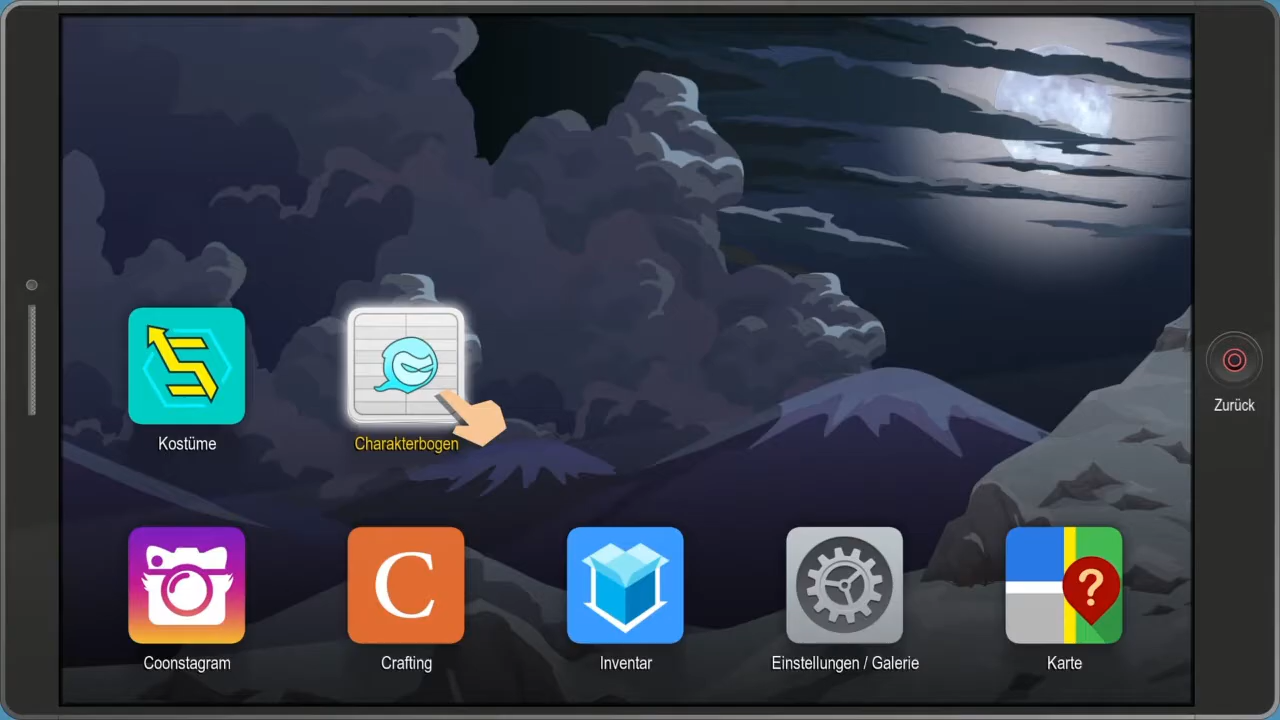 Zurück
Kostüme
Charakterbogen
C
?
Coonstagram
Crafting
Inventar
Einstellungen / Galerie
Karte